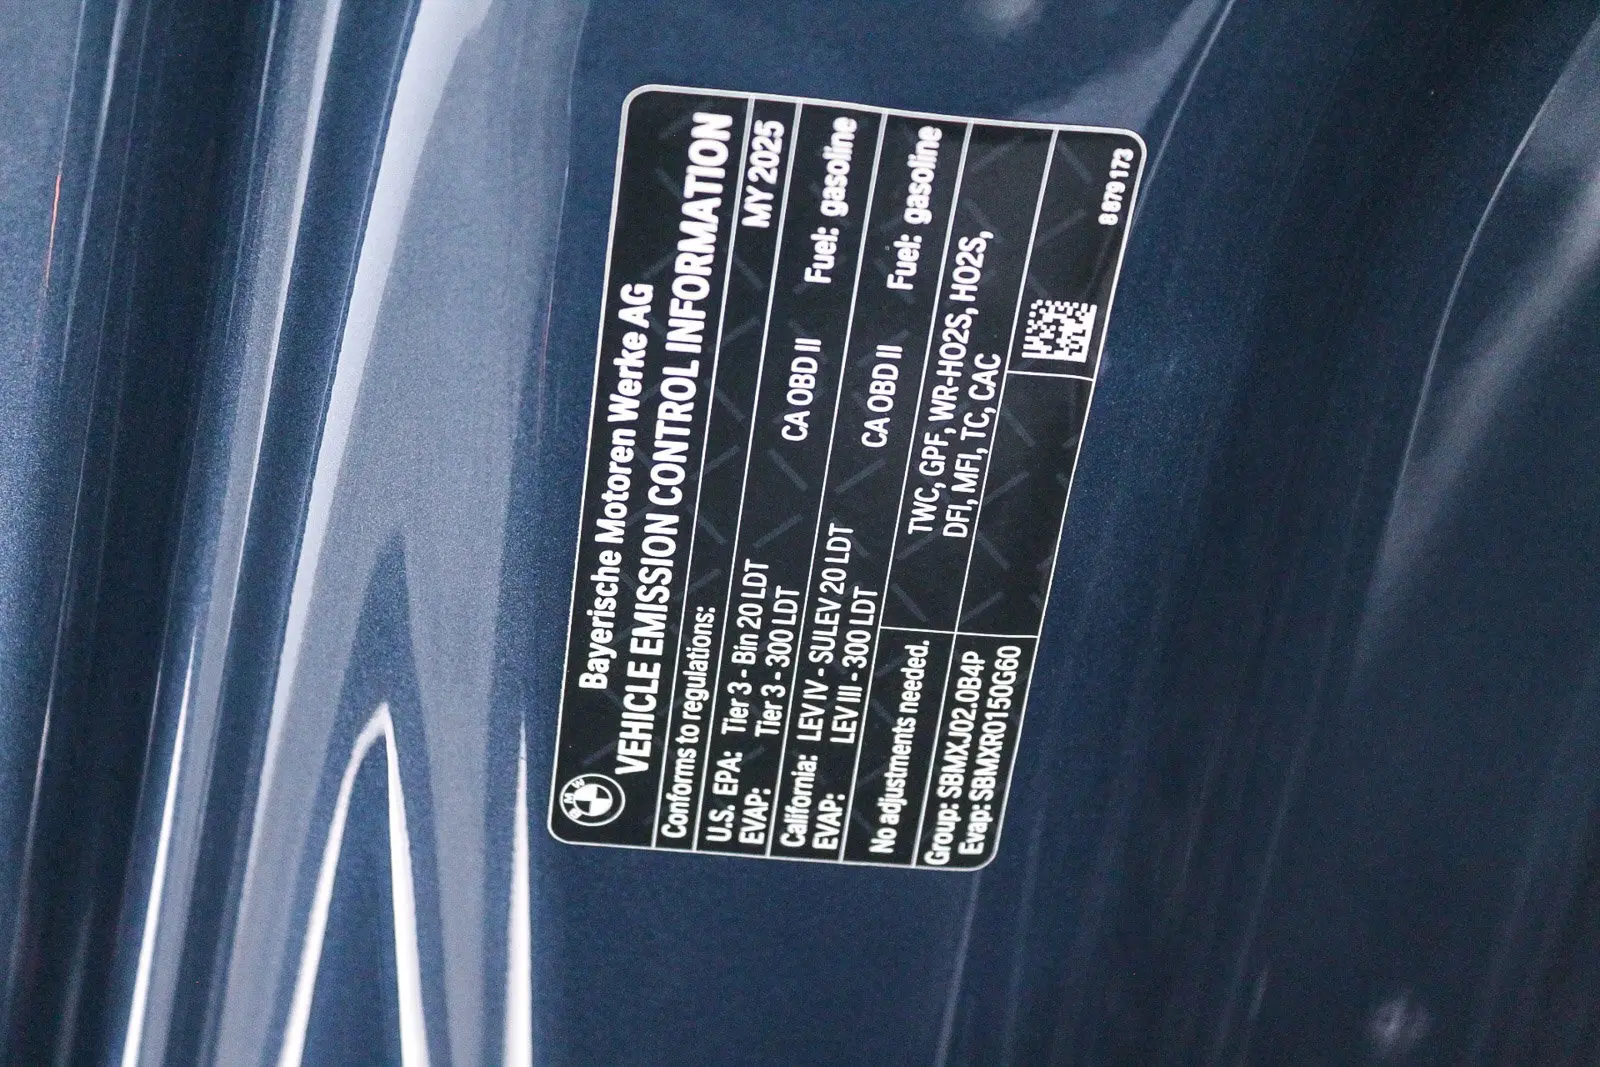 BMW
Bayerische Motoren Werke AG
VEHICLE EMISSION CONTROL INFORMATION
Conforms to regulations: MY 2025
U.S. EPA: Tier 3 - Bin 20 LDT CA OBD II Fuel: gasoline
EVAP: Tier 3 - 300 LDT
California: LEV IV - SULEV 20 LDT CA OBD II Fuel: gasoline
EVAP: LEV III - 300 LDT
No adjustments needed. TWC, GPF, WR-HO2S, HO2S,
DFI, MFI, TC, CAC
Group: SBMXJ02.0B4P
Evap: SBMXR0150G60
8 879 173